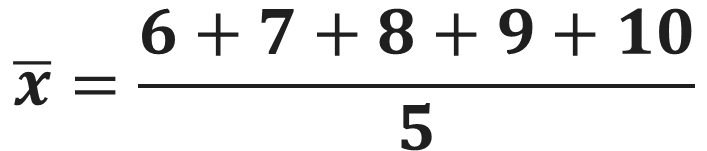 x̅ = (6 + 7 + 8 + 9 + 10) / 5